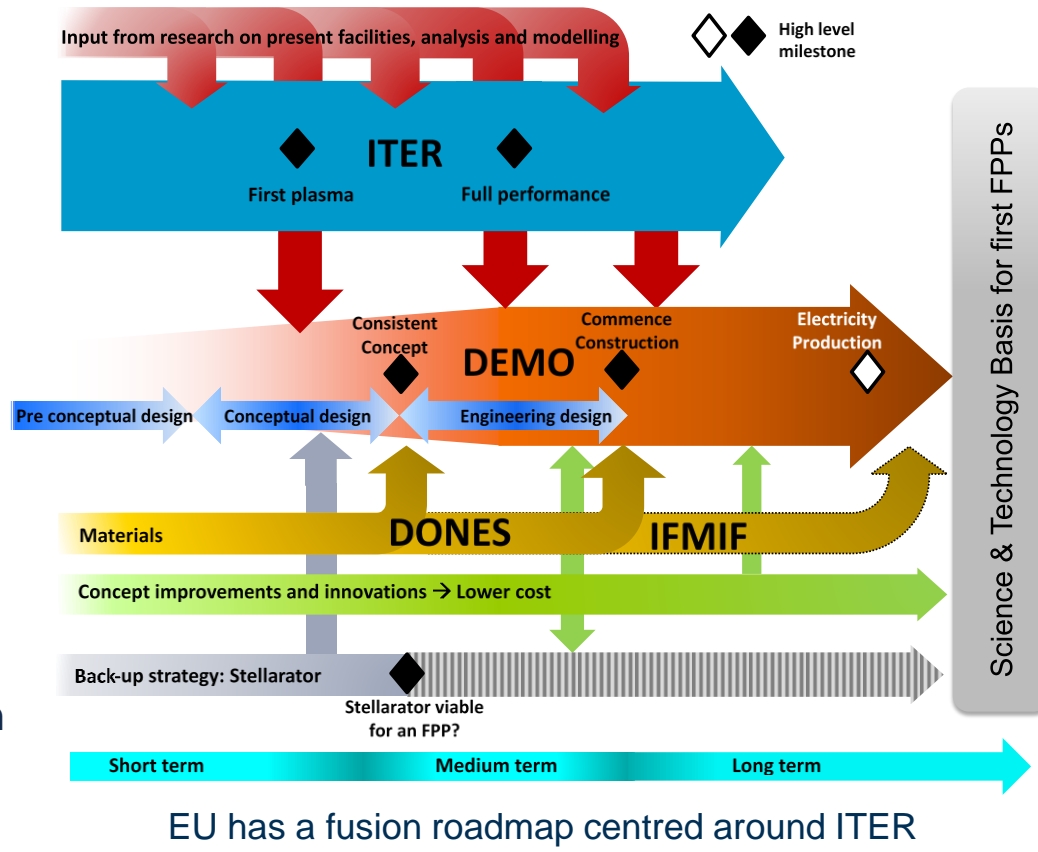 Input from research on present facilities, analysis and modelling
High level
milestone
ITER
First plasma
Full performance
Consistent
Concept
Commence
Construction
Electricity
Production
DEMO
Pre conceptual design
Conceptual design
Engineering design
Materials
DONES
IFMIF
Concept improvements and innovations → Lower cost
Back-up strategy: Stellarator
Stellarator viable
for an FPP?
Short term
Medium term
Long term
Science & Technology Basis for first FPPs
EU has a fusion roadmap centred around ITER